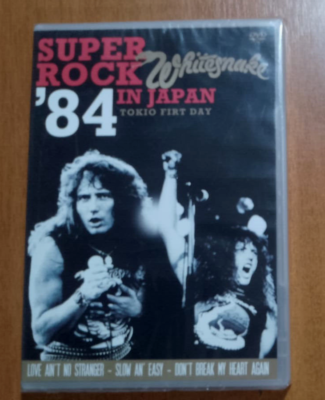 SUPER
ROCK Whitesnake
'84 IN JAPAN
TOKIO FIRT DAY
LOVE AIN'T NO STRANGER - SLOW AN' EASY - DON'T BREAK MY HEART AGAIN